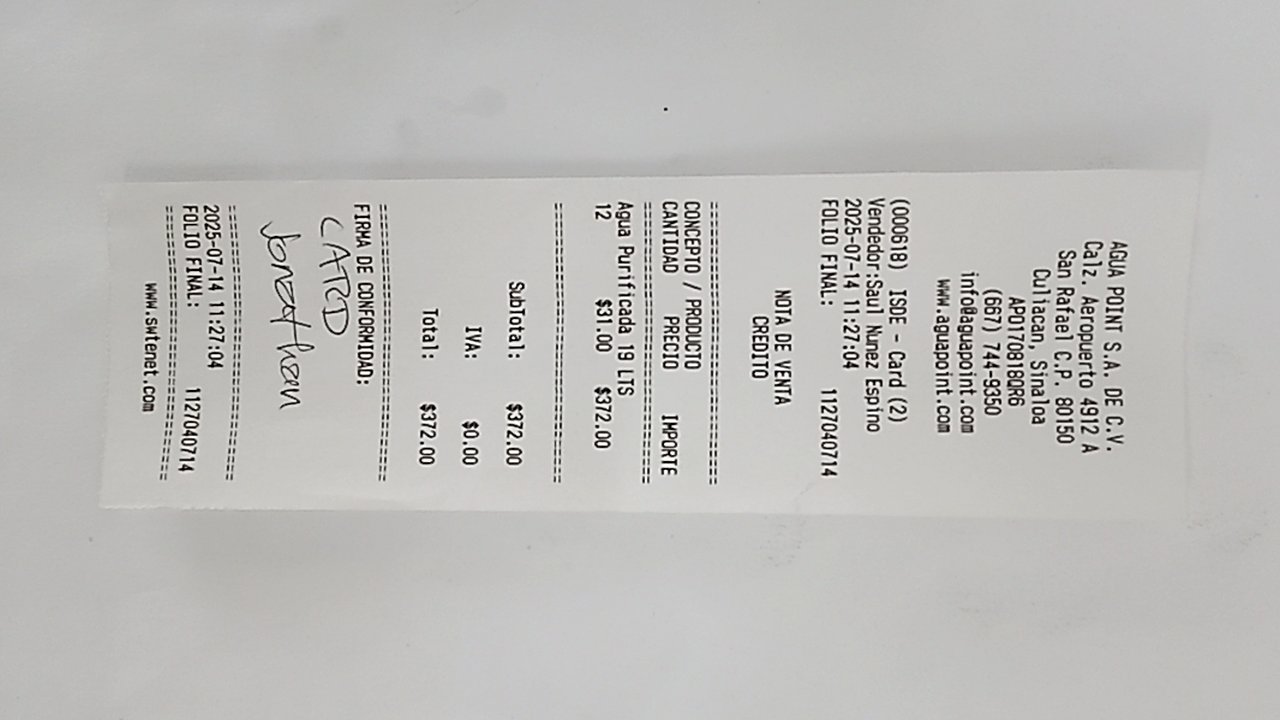 AGUA POINT S.A. DE C.V.
Calz. Aeropuerto 4912 A
San Rafael C.P. 80150
Culiacan, Sinaloa
APO170818QR6
(667) 744-9350
info@aguapoint.com
www.aguapoint.com
(000618) ISDE - Card (2)
Vendedor:Saul Nunez Espino
2025-07-14 11:27:04
FOLIO FINAL: 1127040714
NOTA DE VENTA
CREDITO
==============================
CONCEPTO / PRODUCTO
CANTIDAD PRECIO IMPORTE
==============================
Agua Purificada 19 LTS
12 $31.00 $372.00
==============================
SubTotal: $372.00
IVA: $0.00
Total: $372.00
==============================
FIRMA DE CONFORMIDAD:
CARD
Jonathan
==============================
2025-07-14 11:27:04
FOLIO FINAL: 1127040714
==============================
www.swtenet.com